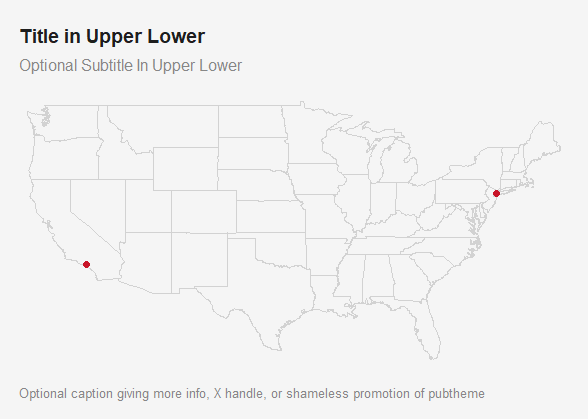 Title in Upper Lower
Optional Subtitle In Upper Lower
Optional caption giving more info, X handle, or shameless promotion of pubtheme